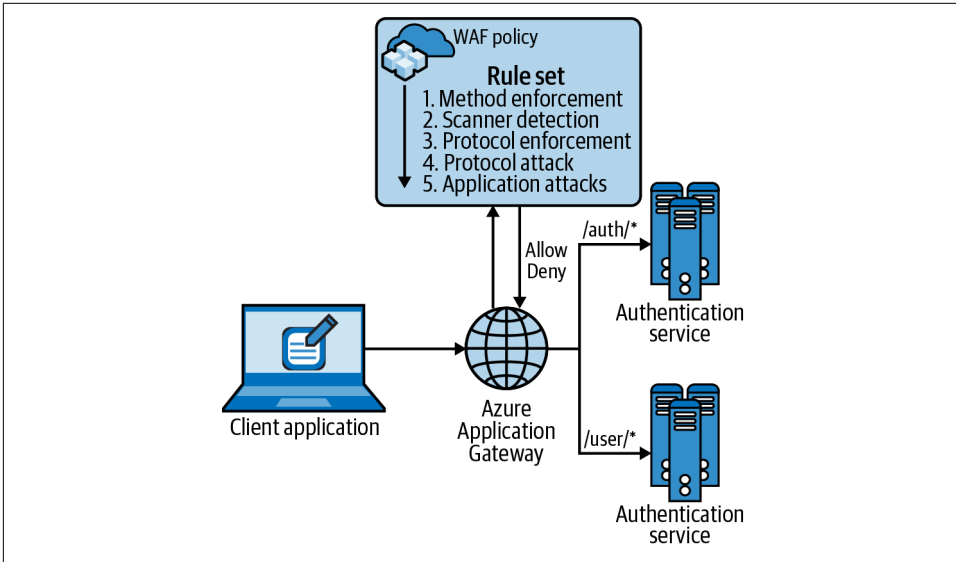 WAF policy
Rule set
1. Method enforcement
2. Scanner detection
3. Protocol enforcement
4. Protocol attack
5. Application attacks
Allow
Deny
/auth/*
Authentication
service
Client application
Azure
Application
Gateway
/user/*
Authentication
service